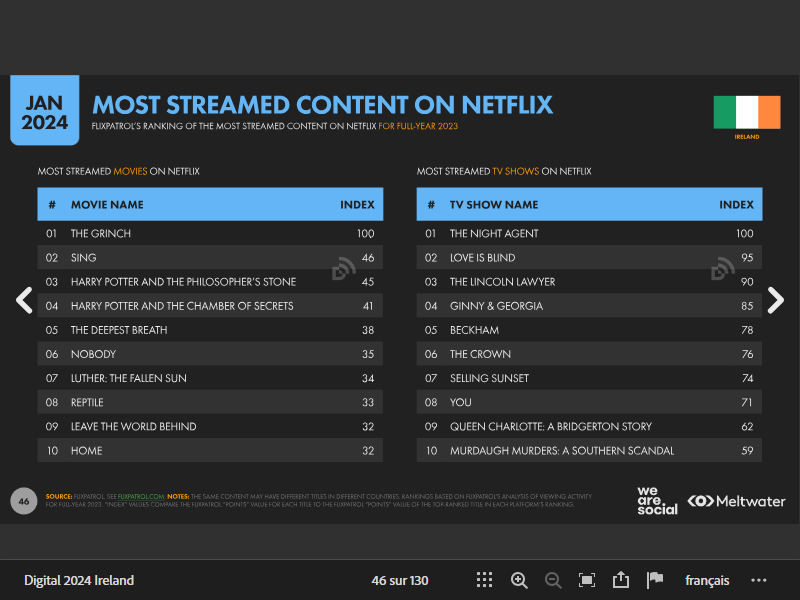 JAN
2024
MOST STREAMED CONTENT ON NETFLIX
FLIXPATROL'S RANKING OF THE MOST STREAMED CONTENT ON NETFLIX FOR FULL-YEAR 2023
IRELAND
MOST STREAMED MOVIES ON NETFLIX
# MOVIE NAME INDEX
01 THE GRINCH 100
02 SING 46
03 HARRY POTTER AND THE PHILOSOPHER'S STONE 45
04 HARRY POTTER AND THE CHAMBER OF SECRETS 41
05 THE DEEPEST BREATH 38
06 NOBODY 35
07 LUTHER: THE FALLEN SUN 34
08 REPTILE 33
09 LEAVE THE WORLD BEHIND 32
10 HOME 32
MOST STREAMED TV SHOWS ON NETFLIX
# TV SHOW NAME INDEX
01 THE NIGHT AGENT 100
02 LOVE IS BLIND 95
03 THE LINCOLN LAWYER 90
04 GINNY & GEORGIA 85
05 BECKHAM 78
06 THE CROWN 76
07 SELLING SUNSET 74
08 YOU 71
09 QUEEN CHARLOTTE: A BRIDGERTON STORY 62
10 MURDAUGH MURDERS: A SOUTHERN SCANDAL 59
46
SOURCE: FLIXPATROL. SEE FLIXPATROL.COM. NOTES: THE SAME CONTENT MAY HAVE DIFFERENT TITLES IN DIFFERENT COUNTRIES. RANKINGS BASED ON FLIXPATROL'S ANALYSIS OF VIEWING ACTIVITY
FOR FULL-YEAR 2023. "INDEX" VALUES COMPARE THE FLIXPATROL "POINTS" VALUE FOR EACH TITLE TO THE FLIXPATROL "POINTS" VALUE OF THE TOP-RANKED TITLE IN EACH PLATFORM'S RANKING.
we
are.
social
Meltwater
Digital 2024 Ireland
46 sur 130
français